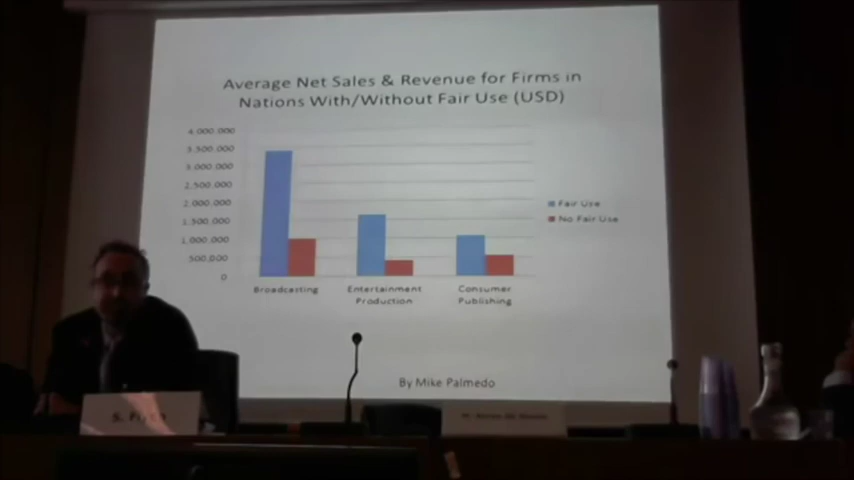 Average Net Sales & Revenue for Firms in
Nations With/Without Fair Use (USD)
4.000.000
3.500.000
3.000.000
2.500.000
2.000.000
1.500.000
1.000.000
500.000
0
Broadcasting
Entertainment
Production
Consumer
Publishing
Fair Use
No Fair Use
By Mike Palmedo
S.